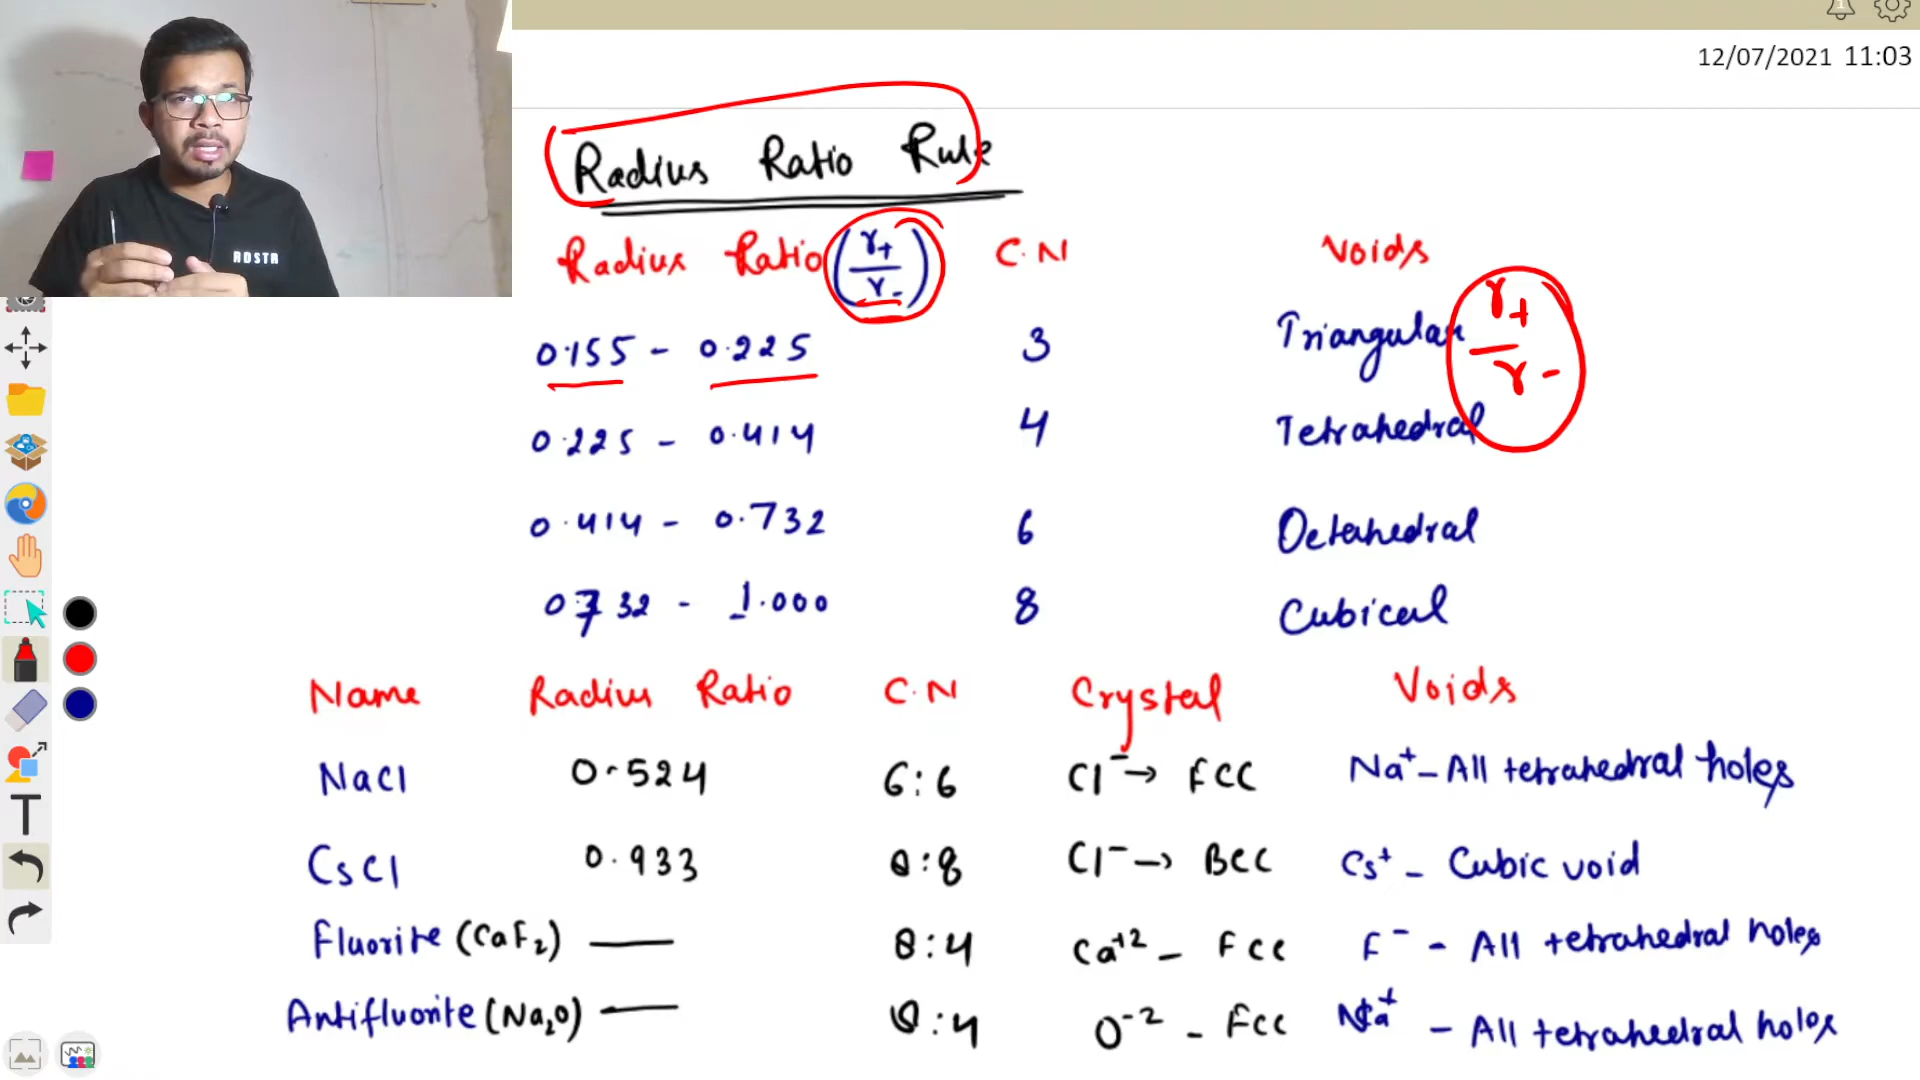 12/07/2021 11:03
Radius Ratio Rule
Radius Ratio (r+/r-) C.N Voids
r+/r-
0.155 - 0.225 3 Triangular
0.225 - 0.414 4 Tetrahedral
0.414 - 0.732 6 Octahedral
0.732 - 1.000 8 Cubical
Name Radius Ratio C.N Crystal Voids
NaCl 0.524 6:6 Cl⁻ → FCC Na⁺ - All tetrahedral holes
CsCl 0.933 8:8 Cl⁻ → BCC Cs⁺ - Cubic void
Fluorite (CaF₂) — 8:4 Ca⁺² - FCC F⁻ - All tetrahedral holes
Antifluorite (Na₂O) — 8:4 O⁻² - FCC Na⁺ - All tetrahedral holes